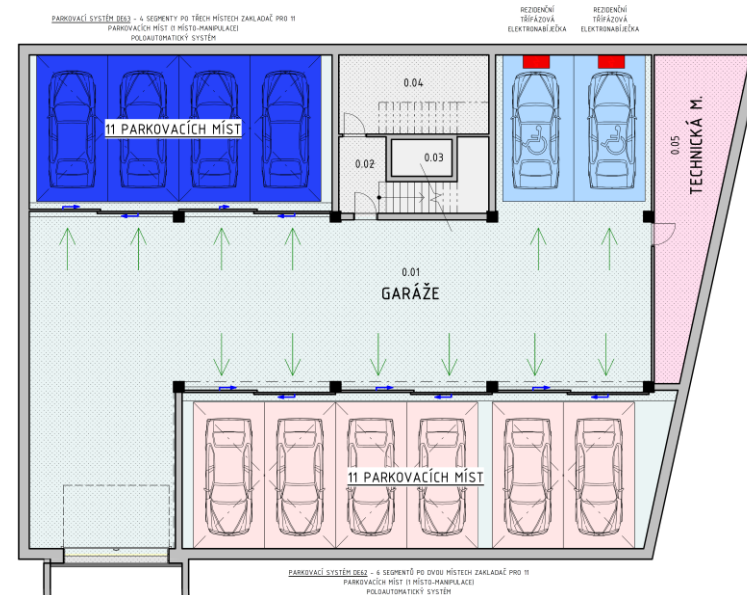 PARKOVACÍ SYSTÉM DE63 - 4 SEGMENTY PO TŘECH MÍSTECH ZAKLADAČ PRO 11
PARKOVACÍCH MÍST (1 MÍSTO-MANIPULACE)
POLOAUTOMATICKÝ SYSTÉM
REZIDENČNÍ
TŘÍFÁZOVÁ
ELEKTRONABÍJEČKA
REZIDENČNÍ
TŘÍFÁZOVÁ
ELEKTRONABÍJEČKA
11 PARKOVACÍCH MÍST
0.04
0.02
0.03
0.05
TECHNICKÁ M.
0.01
GARÁŽE
11 PARKOVACÍCH MÍST
PARKOVACÍ SYSTÉM DE62 - 6 SEGMENTŮ PO DVOU MÍSTECH ZAKLADAČ PRO 11
PARKOVACÍCH MÍST (1 MÍSTO-MANIPULACE)
POLOAUTOMATICKÝ SYSTÉM